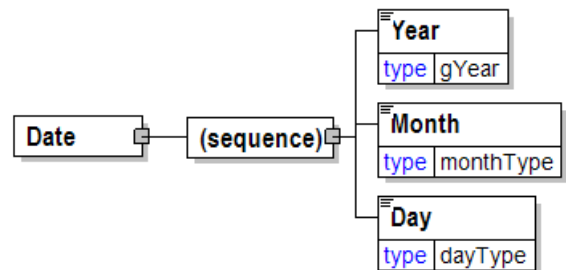 Year
type gYear
Date
(sequence)
Month
type monthType
Day
type dayType